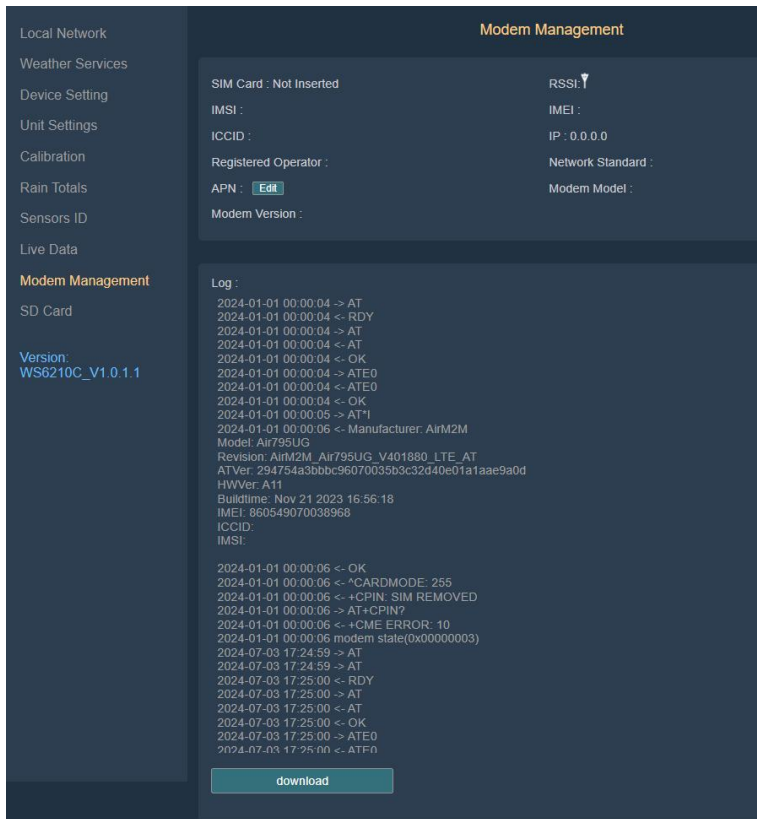 Local Network
Weather Services
Device Setting
Unit Settings
Calibration
Rain Totals
Sensors ID
Live Data
Modem Management
SD Card
Version:
WS6210C_V1.0.1.1
Modem Management
SIM Card : Not Inserted
RSSI:
IMSI :
IMEI :
ICCID :
IP : 0.0.0.0
Registered Operator :
Network Standard :
APN : Edit
Modem Model :
Modem Version :
Log :
2024-01-01 00:00:04 -> AT
2024-01-01 00:00:04 <- RDY
2024-01-01 00:00:04 -> AT
2024-01-01 00:00:04 <- AT
2024-01-01 00:00:04 <- OK
2024-01-01 00:00:04 -> ATE0
2024-01-01 00:00:04 <- ATE0
2024-01-01 00:00:04 <- OK
2024-01-01 00:00:05 -> AT*I
2024-01-01 00:00:06 <- Manufacturer: AirM2M
Model: Air795UG
Revision: AirM2M_Air795UG_V401880_LTE_AT
ATVer: 294754a3bbbc96070035b3c32d40e01a1aae9a0d
HWVer: A11
Buildtime: Nov 21 2023 16:56:18
IMEI: 860549070038968
ICCID:
IMSI:
2024-01-01 00:00:06 <- OK
2024-01-01 00:00:06 <- ^CARDMODE: 255
2024-01-01 00:00:06 <- +CPIN: SIM REMOVED
2024-01-01 00:00:06 -> AT+CPIN?
2024-01-01 00:00:06 <- +CME ERROR: 10
2024-01-01 00:00:06 modem state(0x00000003)
2024-07-03 17:24:59 -> AT
2024-07-03 17:24:59 -> AT
2024-07-03 17:25:00 <- RDY
2024-07-03 17:25:00 -> AT
2024-07-03 17:25:00 <- AT
2024-07-03 17:25:00 <- OK
2024-07-03 17:25:00 -> ATE0
2024-07-03 17:25:00 <- ATE0
download